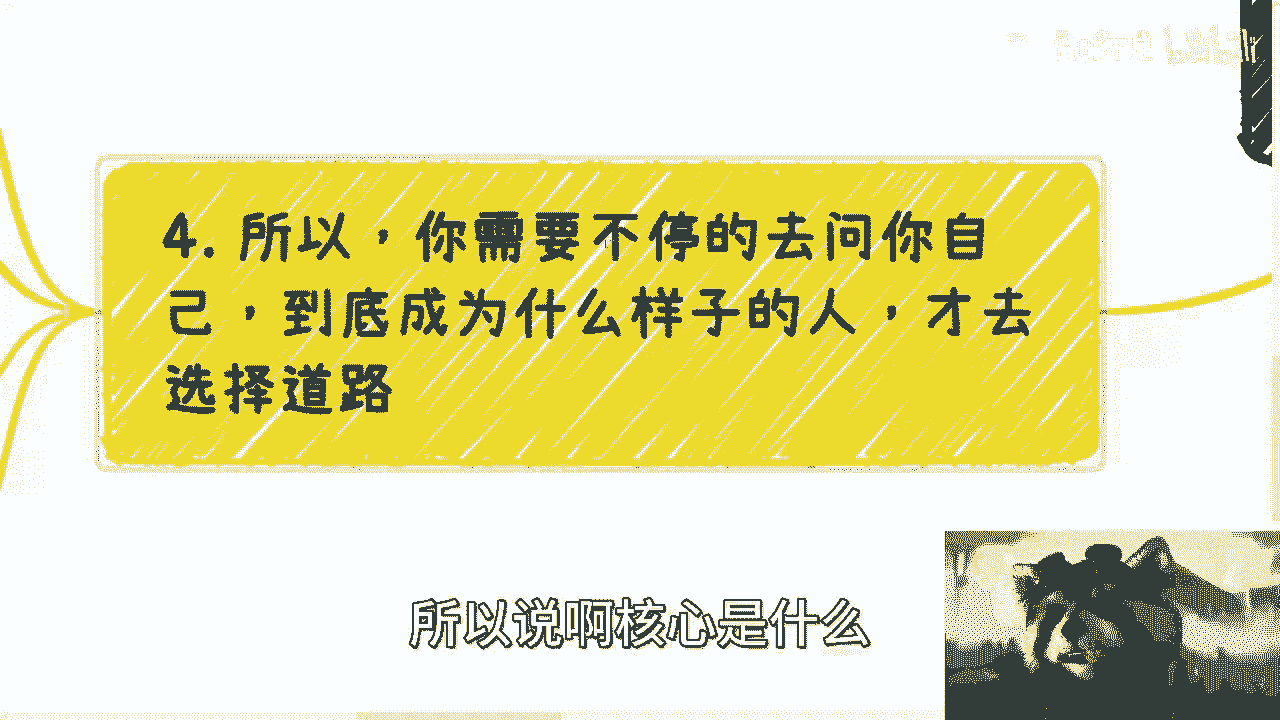 4. 所以，你需要不停的去问你自
己，到底成为什么样子的人，才去
选择道路
所以说啊核心是什么